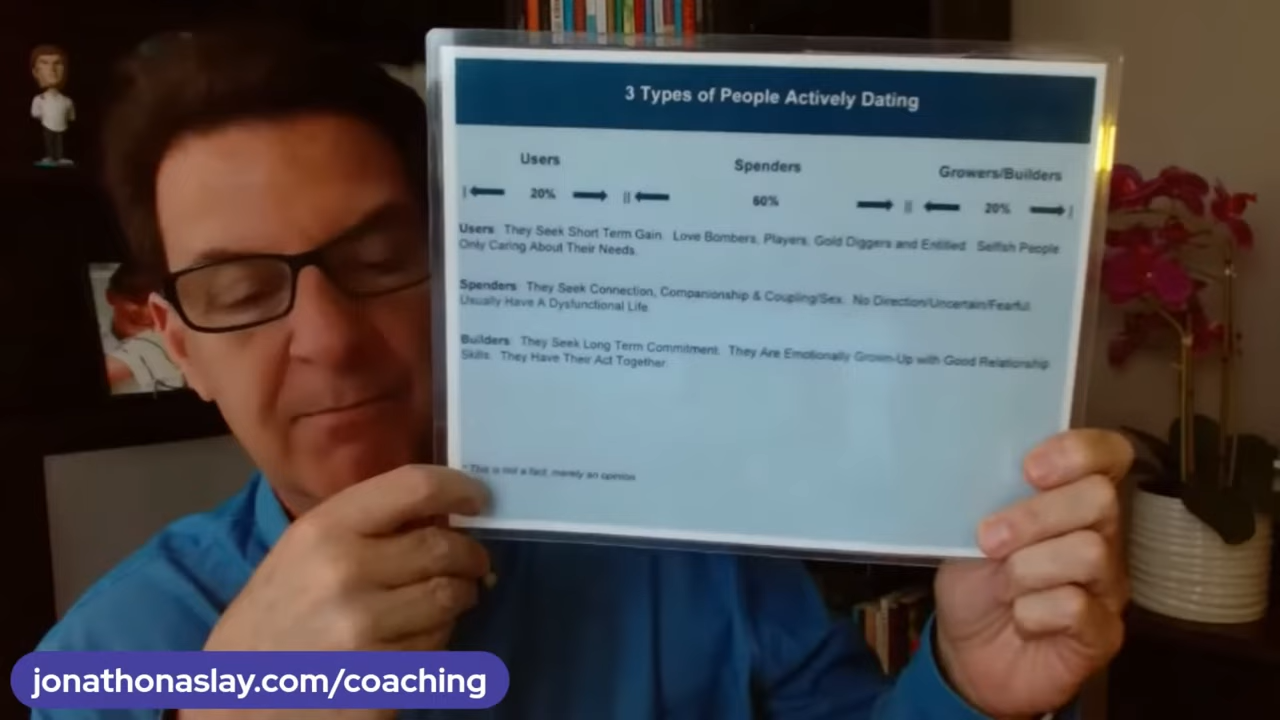 3 Types of People Actively Dating
Users Spenders Growers/Builders
20% 60% 20%
Users: They Seek Short Term Gain. Love Bombers, Players, Gold Diggers and Entitled. Selfish People
Only Caring About Their Needs.
Spenders: They Seek Connection, Companionship & Coupling/Sex. No Direction/Uncertain/Fearful.
Usually Have A Dysfunctional Life.
Builders: They Seek Long Term Commitment. They Are Emotionally Grown-Up with Good Relationship
Skills. They Have Their Act Together.
* This is not a fact, merely an opinion
jonathonaslay.com/coaching